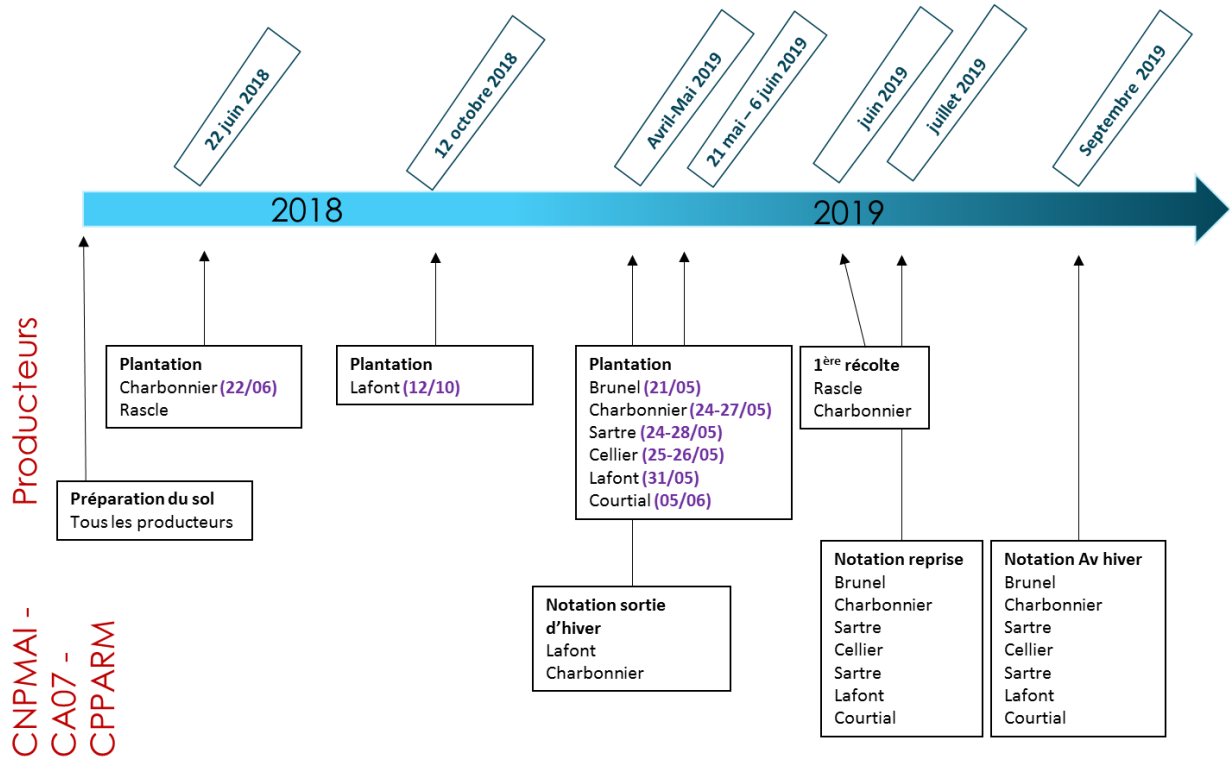 22 juin 2018
12 octobre 2018
Avril-Mai 2019
21 mai – 6 juin 2019
juin 2019
juillet 2019
Septembre 2019
2018
2019
Producteurs
Plantation
Charbonnier (22/06)
Rascle
Plantation
Lafont (12/10)
Plantation
Brunel (21/05)
Charbonnier (24-27/05)
Sartre (24-28/05)
Cellier (25-26/05)
Lafont (31/05)
Courtial (05/06)
1ère récolte
Rascle
Charbonnier
Préparation du sol
Tous les producteurs
CNPMAI -
CA07 -
CPPARM
Notation sortie
d’hiver
Lafont
Charbonnier
Notation reprise
Brunel
Charbonnier
Sartre
Cellier
Sartre
Lafont
Courtial
Notation Av hiver
Brunel
Charbonnier
Sartre
Cellier
Sartre
Lafont
Courtial